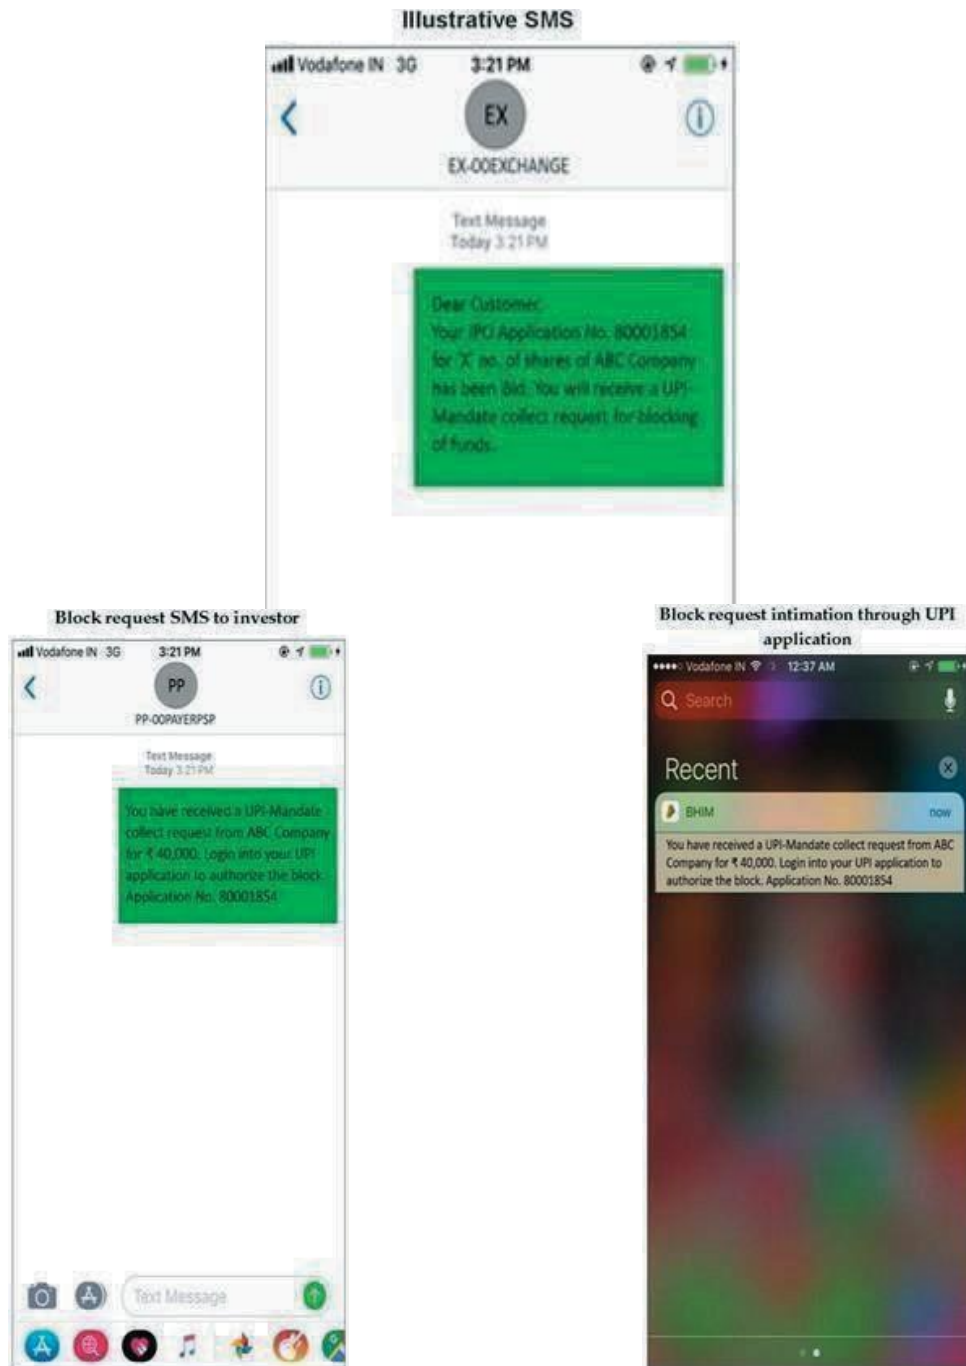 Illustrative SMS
Vodafone IN 3G 3:21 PM
EX
EX-OOEXCHANGE
Text Message
Today 3:21 PM
Dear Customer,
Your IPO Application No. 80001854
for 'X' no. of shares of ABC Company
has been Bid. You will receive a UPI-
Mandate collect request for blocking
of funds.
Block request SMS to investor
Vodafone IN 3G 3:21 PM
PP
PP-OOPAYERPSP
Text Message
Today 3:21 PM
You have received a UPI-Mandate
collect request from ABC Company
for ₹ 40,000. Login into your UPI
application to authorize the block.
Application No. 80001854
Text Message
Block request intimation through UPI
application
Vodafone IN 12:37 AM
Search
Recent
BHIM now
You have received a UPI-Mandate collect request from ABC
Company for ₹ 40,000. Login into your UPI application to
authorize the block. Application No. 80001854